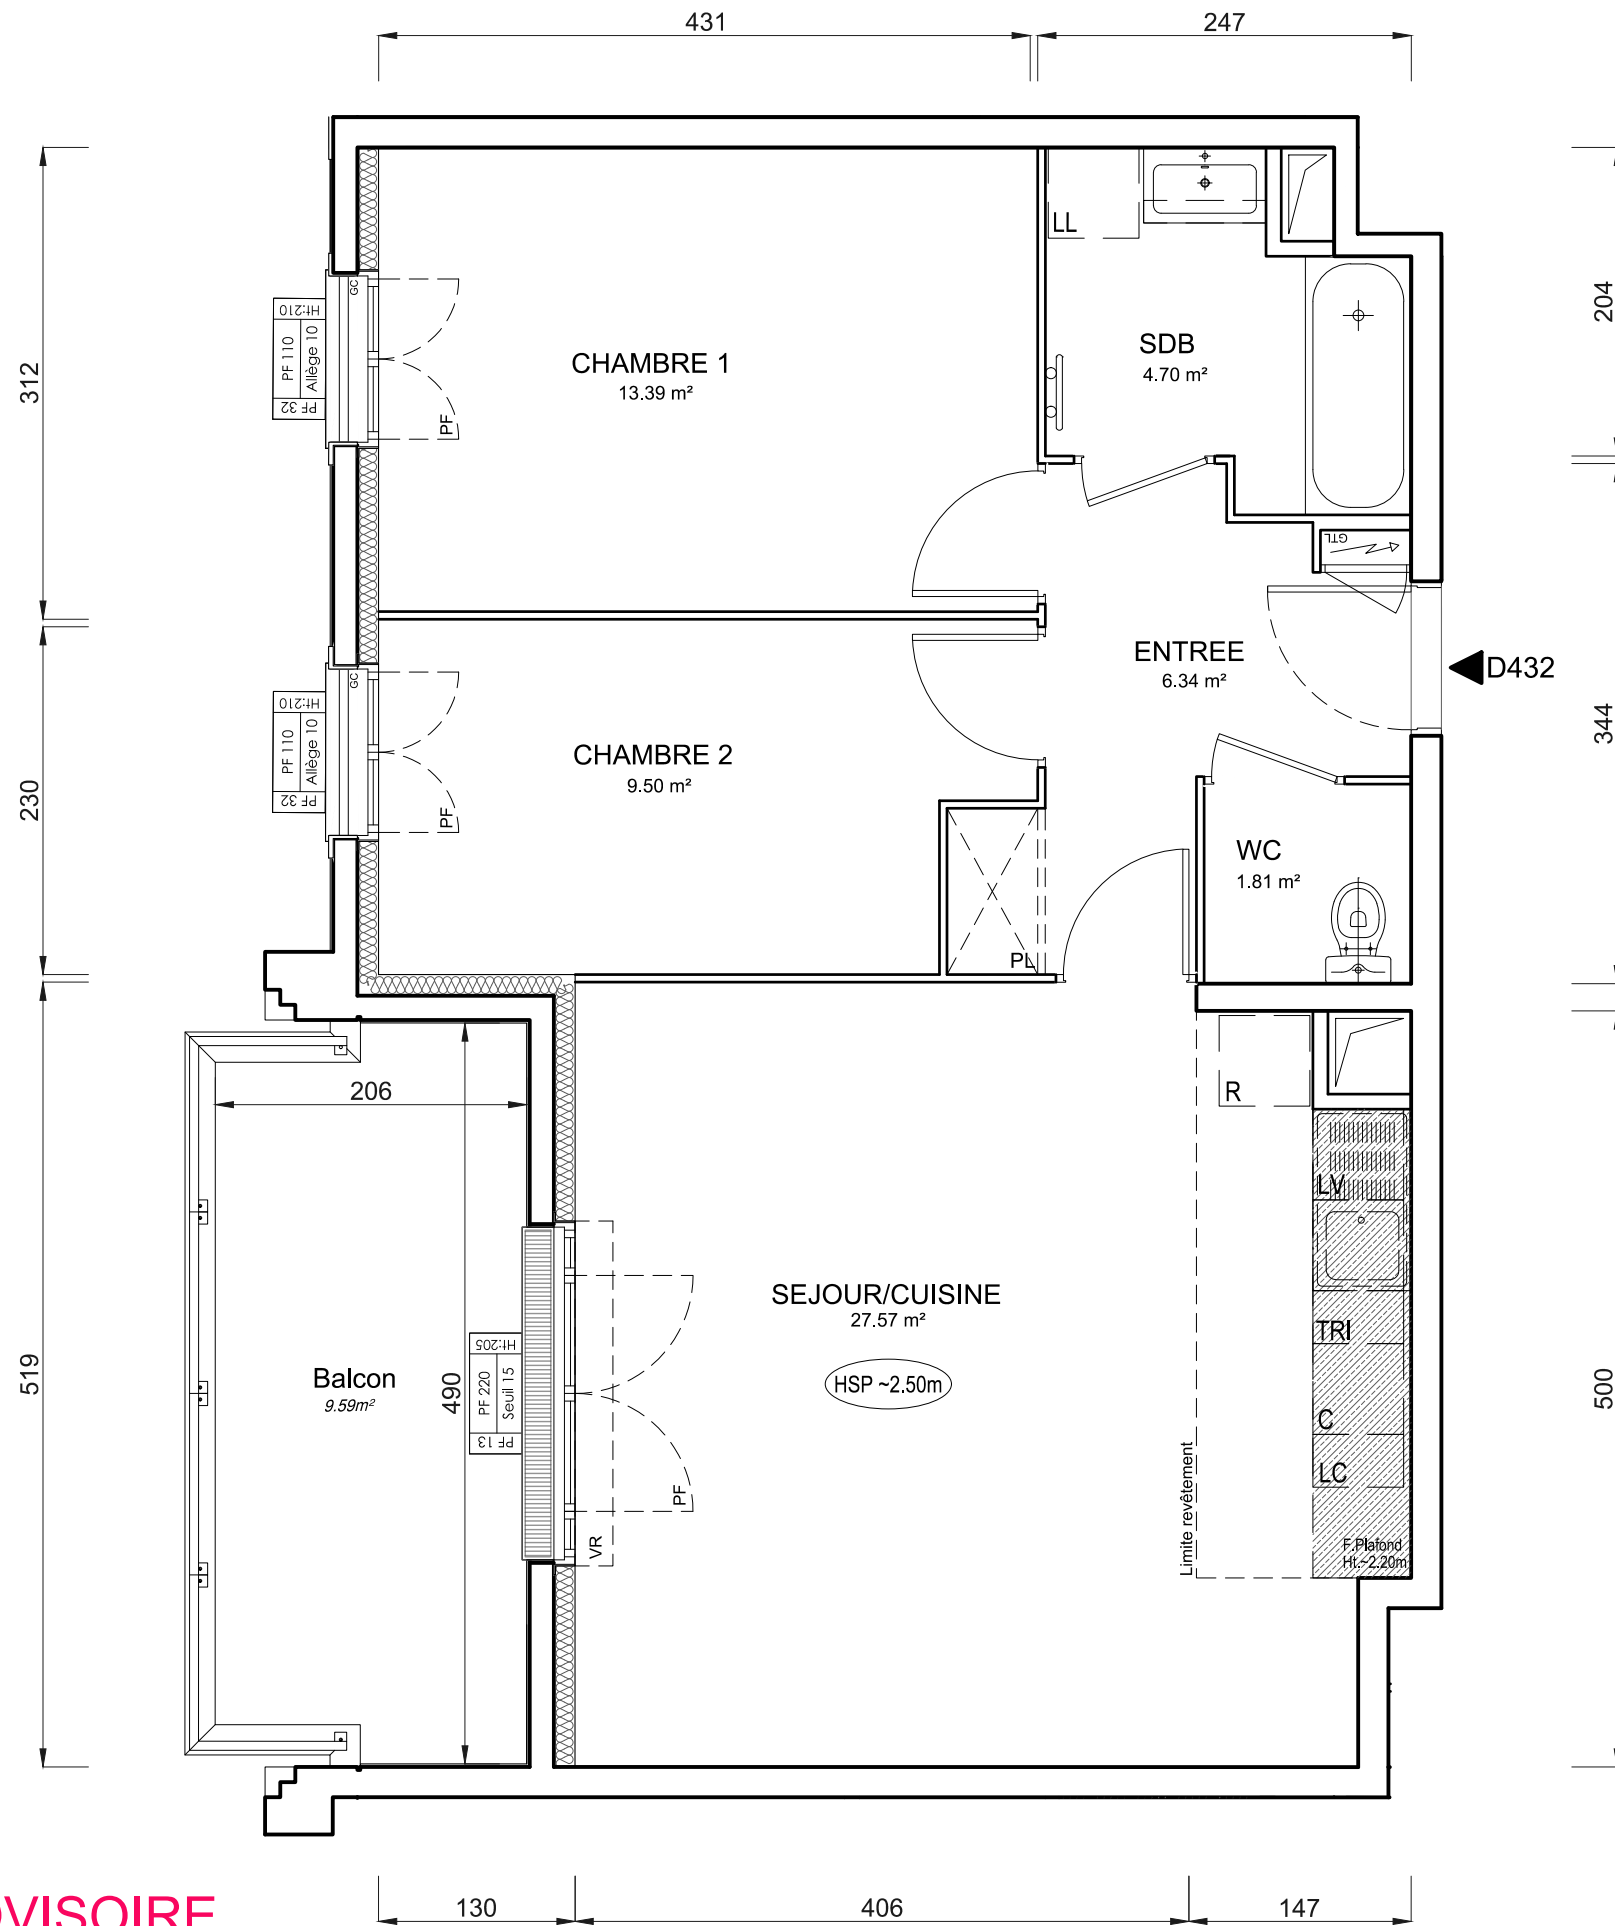 431
247
312
204
LL
SDB
4.70 m²
CHAMBRE 1
13.39 m²
GC
Ht:210
PF 110
Allège 10
PF 32
PF
GTL
ENTREE
6.34 m²
D432
344
230
CHAMBRE 2
9.50 m²
GC
Ht:210
PF 110
Allège 10
PF 32
PF
WC
1.81 m²
PL
206
R
LV
519
Balcon
9.59m²
490
Ht:205
PF 220
Seuil 15
PF 13
PF
VR
SEJOUR/CUISINE
27.57 m²
HSP ~2.50m
TRI
C
LC
500
Limite revêtement
F.Plafond
Ht.~2.20m
130
406
147
OVISOIRE